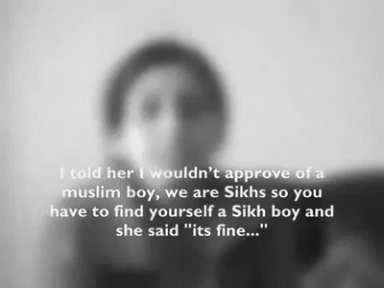 I told her I wouldn't approve of a
muslim boy, we are Sikhs so you
have to find yourself a Sikh boy and
she said "its fine..."